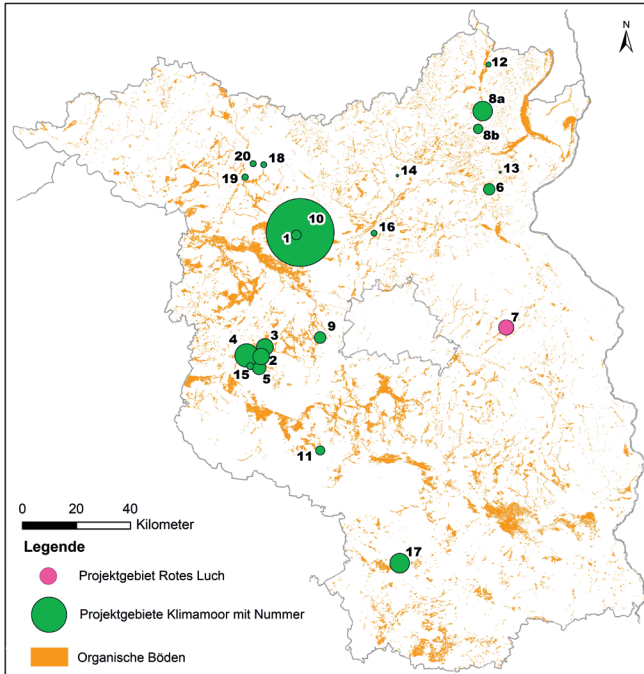 N
12
8a
8b
20
18
14
13
19
6
10
1
16
7
9
3
4
2
15
5
11
0 20 40
Kilometer
Legende
17
Projektgebiet Rotes Luch
Projektgebiete Klimamoor mit Nummer
Organische Böden